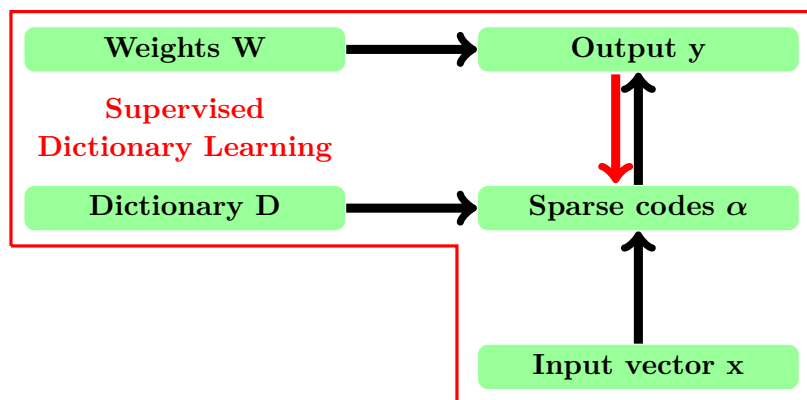 Weights W
Output y
Supervised
Dictionary Learning
Dictionary D
Sparse codes α
Input vector x